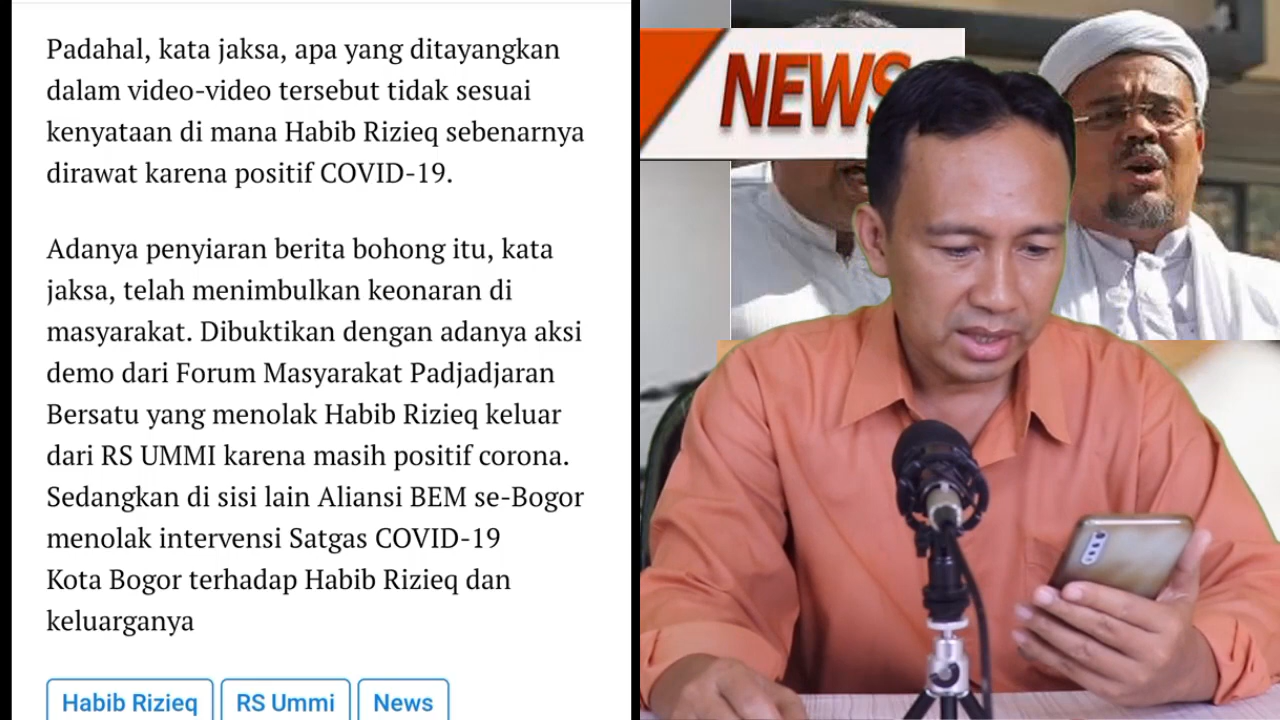 Padahal, kata jaksa, apa yang ditayangkan
dalam video-video tersebut tidak sesuai
kenyataan di mana Habib Rizieq sebenarnya
dirawat karena positif COVID-19.
Adanya penyiaran berita bohong itu, kata
jaksa, telah menimbulkan keonaran di
masyarakat. Dibuktikan dengan adanya aksi
demo dari Forum Masyarakat Padjadjaran
Bersatu yang menolak Habib Rizieq keluar
dari RS UMMI karena masih positif corona.
Sedangkan di sisi lain Aliansi BEM se-Bogor
menolak intervensi Satgas COVID-19
Kota Bogor terhadap Habib Rizieq dan
keluarganya
Habib Rizieq
RS Ummi
News
NEWS